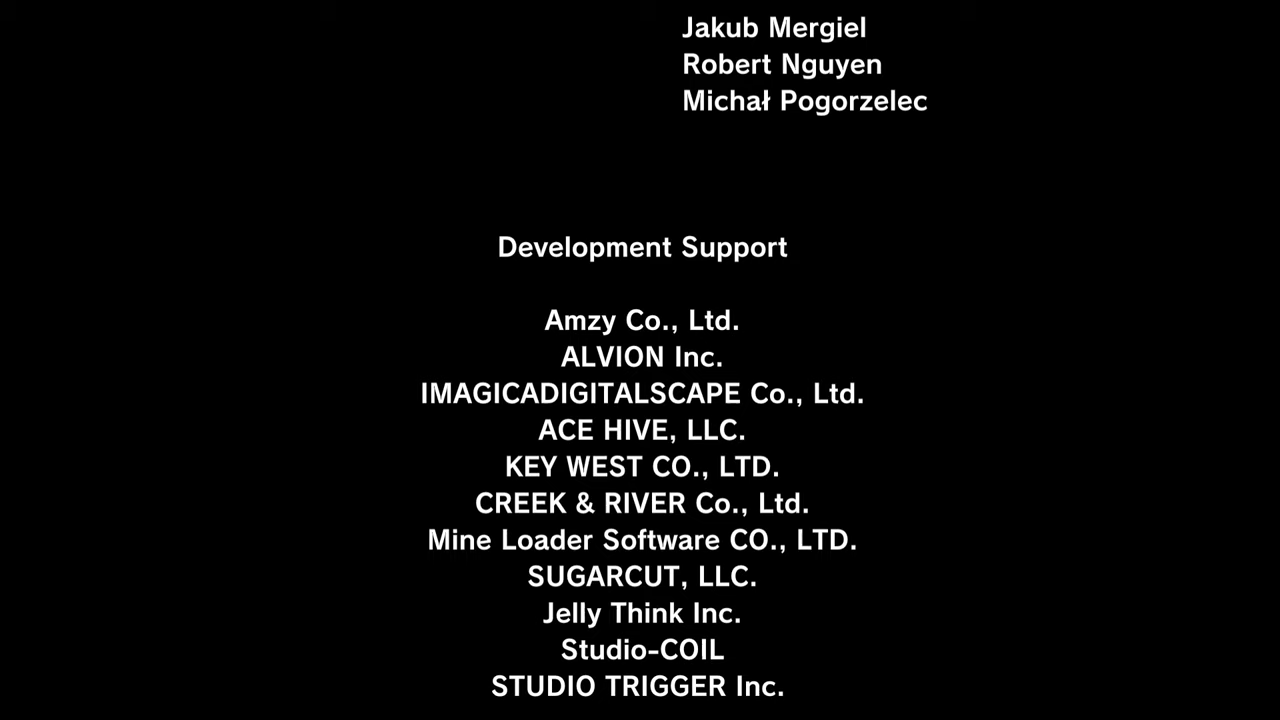 Jakub Mergiel
Robert Nguyen
Michał Pogorzelec
Development Support
Amzy Co., Ltd.
ALVION Inc.
IMAGICADIGITALSCAPE Co., Ltd.
ACE HIVE, LLC.
KEY WEST CO., LTD.
CREEK & RIVER Co., Ltd.
Mine Loader Software CO., LTD.
SUGARCUT, LLC.
Jelly Think Inc.
Studio-COIL
STUDIO TRIGGER Inc.